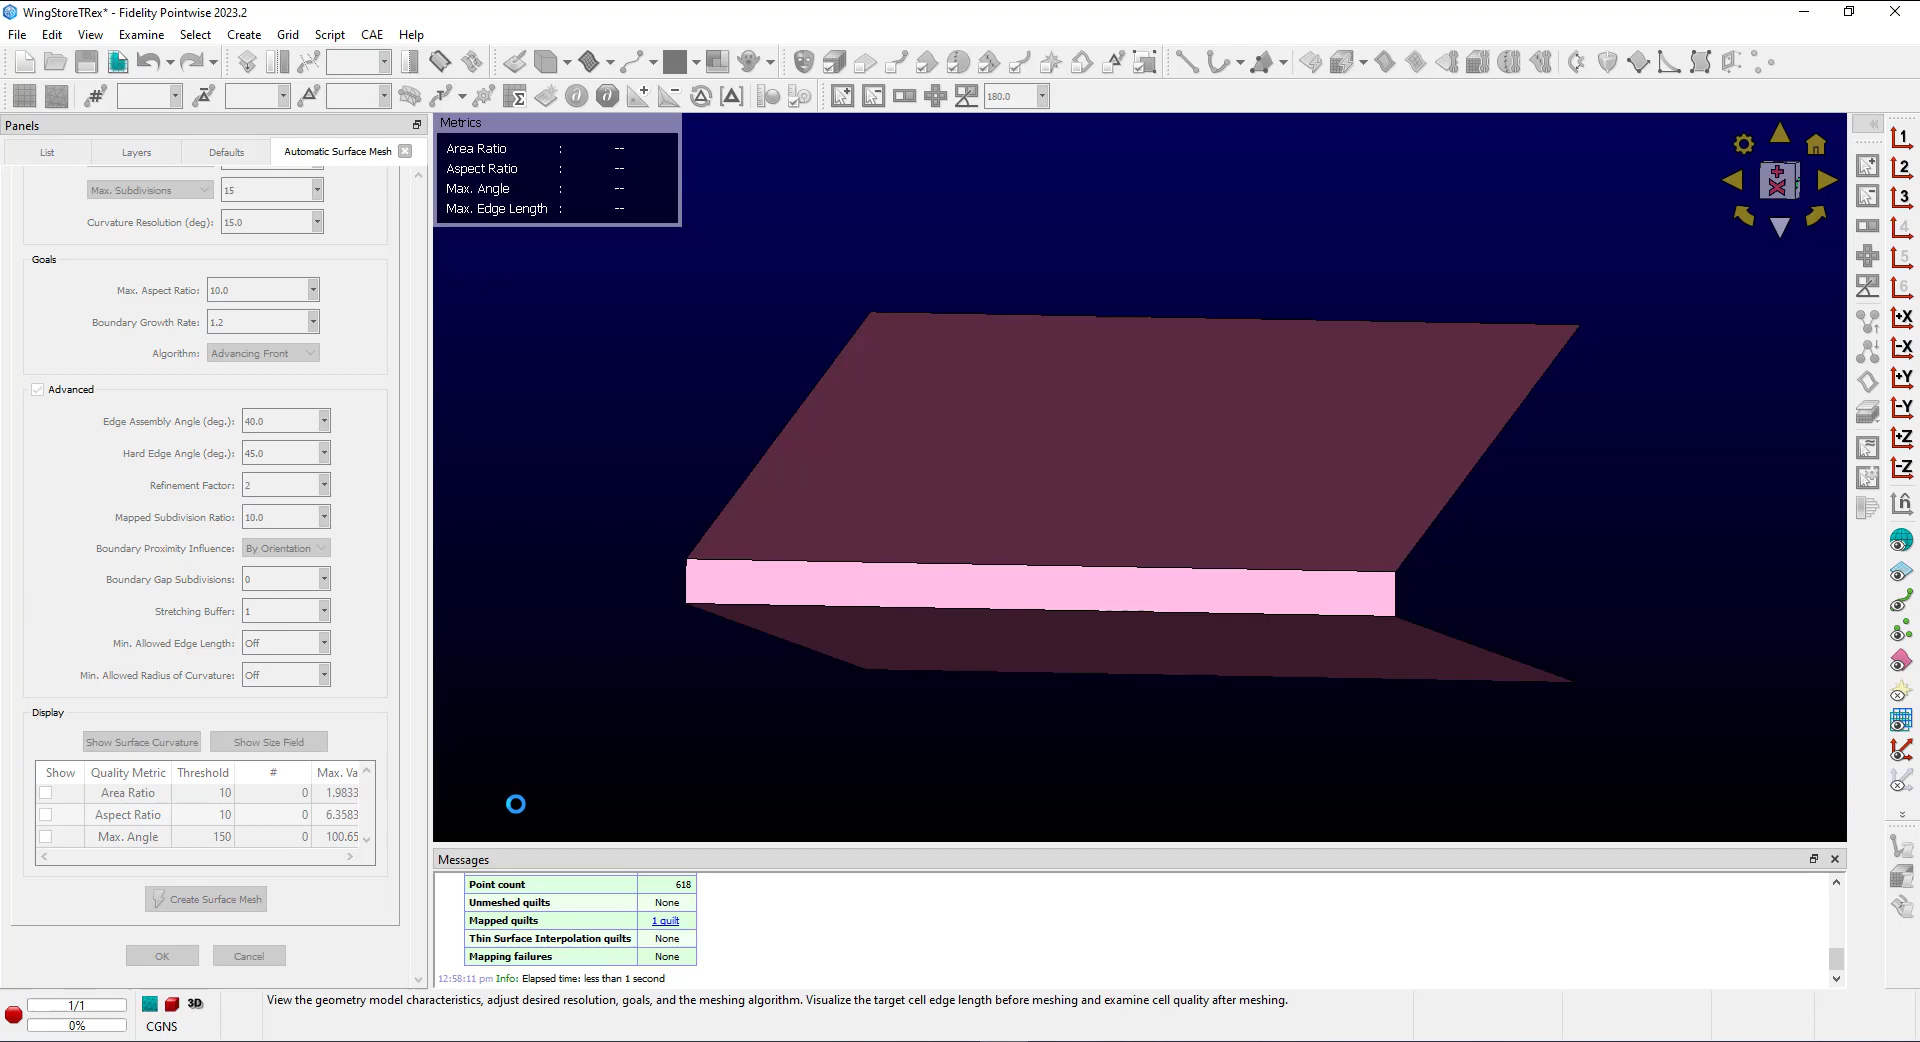 WingStoreTRex* - Fidelity Pointwise 2023.2
File Edit View Examine Select Create Grid Script CAE Help
180.0
Panels
List Layers Defaults Automatic Surface Mesh
Max. Subdivisions 15
Curvature Resolution (deg): 15.0
Goals
Max. Aspect Ratio: 10.0
Boundary Growth Rate: 1.2
Algorithm: Advancing Front
Advanced
Edge Assembly Angle (deg.): 40.0
Hard Edge Angle (deg.): 45.0
Refinement Factor: 2
Mapped Subdivision Ratio: 10.0
Boundary Proximity Influence: By Orientation
Boundary Gap Subdivisions: 0
Stretching Buffer: 1
Min. Allowed Edge Length: Off
Min. Allowed Radius of Curvature: Off
Display
Show Surface Curvature Show Size Field
Show Quality Metric Threshold # Max. Va
Area Ratio 10 0 1.9833
Aspect Ratio 10 0 6.3583
Max. Angle 150 0 100.65
Create Surface Mesh
OK Cancel
Metrics
Area Ratio : --
Aspect Ratio : --
Max. Angle : --
Max. Edge Length : --
+X
1
2
3
4
5
6
+X
-X
+Y
-Y
+Z
-Z
n̂
Messages
Point count 618
Unmeshed quilts None
Mapped quilts 1 quilt
Thin Surface Interpolation quilts None
Mapping failures None
12:58:11 pm Info: Elapsed time: less than 1 second
1/1
0%
3D
CGNS
View the geometry model characteristics, adjust desired resolution, goals, and the meshing algorithm. Visualize the target cell edge length before meshing and examine cell quality after meshing.